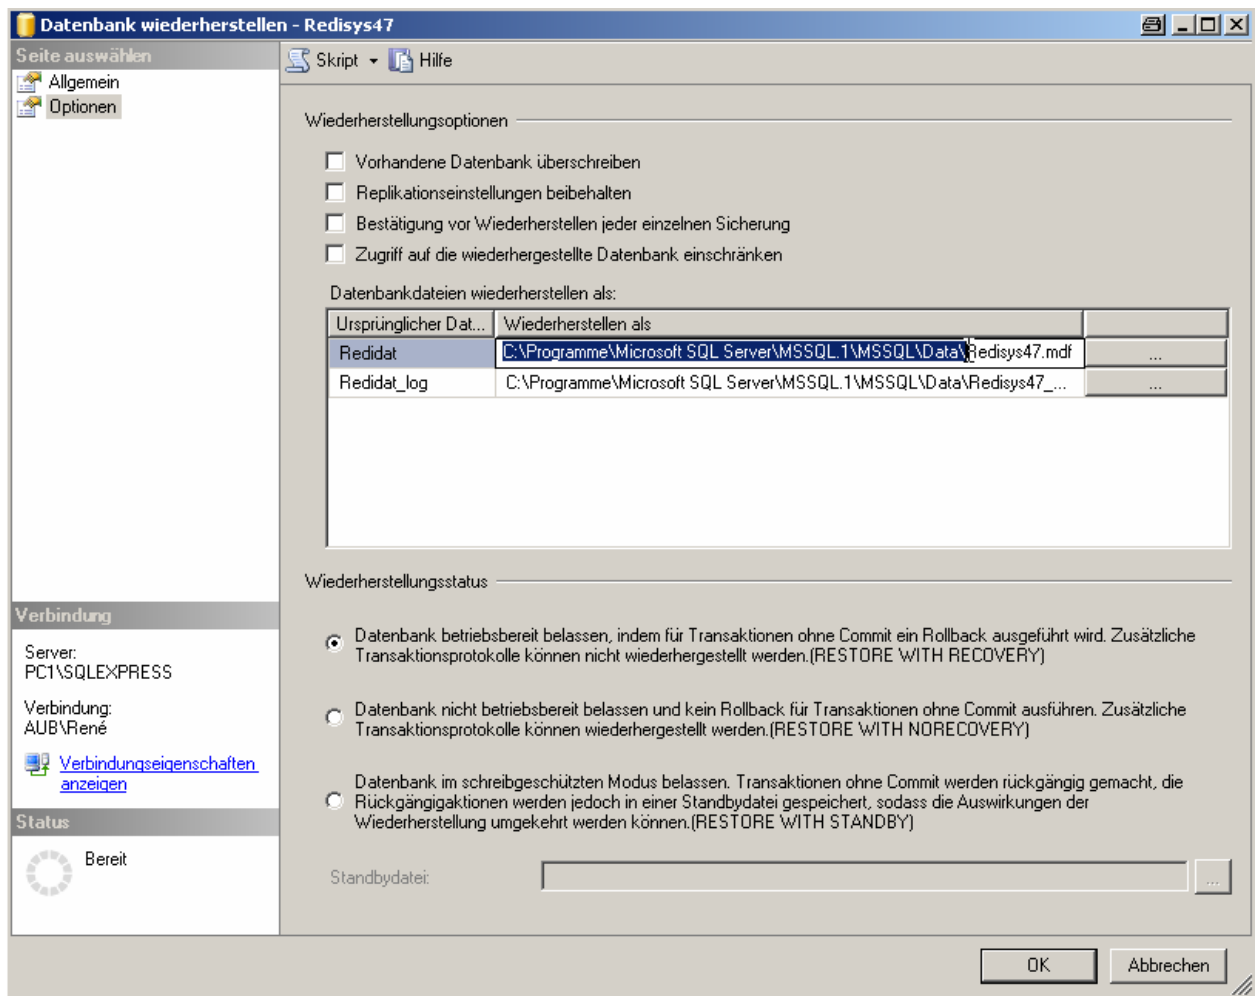 Datenbank wiederherstellen - Redisys47
Seite auswählen
Allgemein
Optionen
Skript
Hilfe
Wiederherstellungsoptionen
Vorhandene Datenbank überschreiben
Replikationseinstellungen beibehalten
Bestätigung vor Wiederherstellen jeder einzelnen Sicherung
Zugriff auf die wiederhergestellte Datenbank einschränken
Datenbankdateien wiederherstellen als:
Ursprünglicher Dat... Wiederherstellen als
Redidat C:\Programme\Microsoft SQL Server\MSSQL.1\MSSQL\Data\Redisys47.mdf ...
Redidat_log C:\Programme\Microsoft SQL Server\MSSQL.1\MSSQL\Data\Redisys47_... ...
Wiederherstellungsstatus
Datenbank betriebsbereit belassen, indem für Transaktionen ohne Commit ein Rollback ausgeführt wird. Zusätzliche
Transaktionsprotokolle können nicht wiederhergestellt werden.(RESTORE WITH RECOVERY)
Datenbank nicht betriebsbereit belassen und kein Rollback für Transaktionen ohne Commit ausführen. Zusätzliche
Transaktionsprotokolle können wiederhergestellt werden.(RESTORE WITH NORECOVERY)
Datenbank im schreibgeschützten Modus belassen. Transaktionen ohne Commit werden rückgängig gemacht, die
Rückgängigaktionen werden jedoch in einer Standbydatei gespeichert, sodass die Auswirkungen der
Wiederherstellung umgekehrt werden können.(RESTORE WITH STANDBY)
Standbydatei: ...
Verbindung
Server:
PC1\SQLEXPRESS
Verbindung:
AUB\René
Verbindungseigenschaften
anzeigen
Status
Bereit
OK
Abbrechen